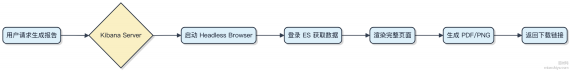 用户请求生成报告
Kibana Server
启动 Headless Browser
登录 ES 获取数据
渲染完整页面
生成 PDF/PNG
返回下载链接